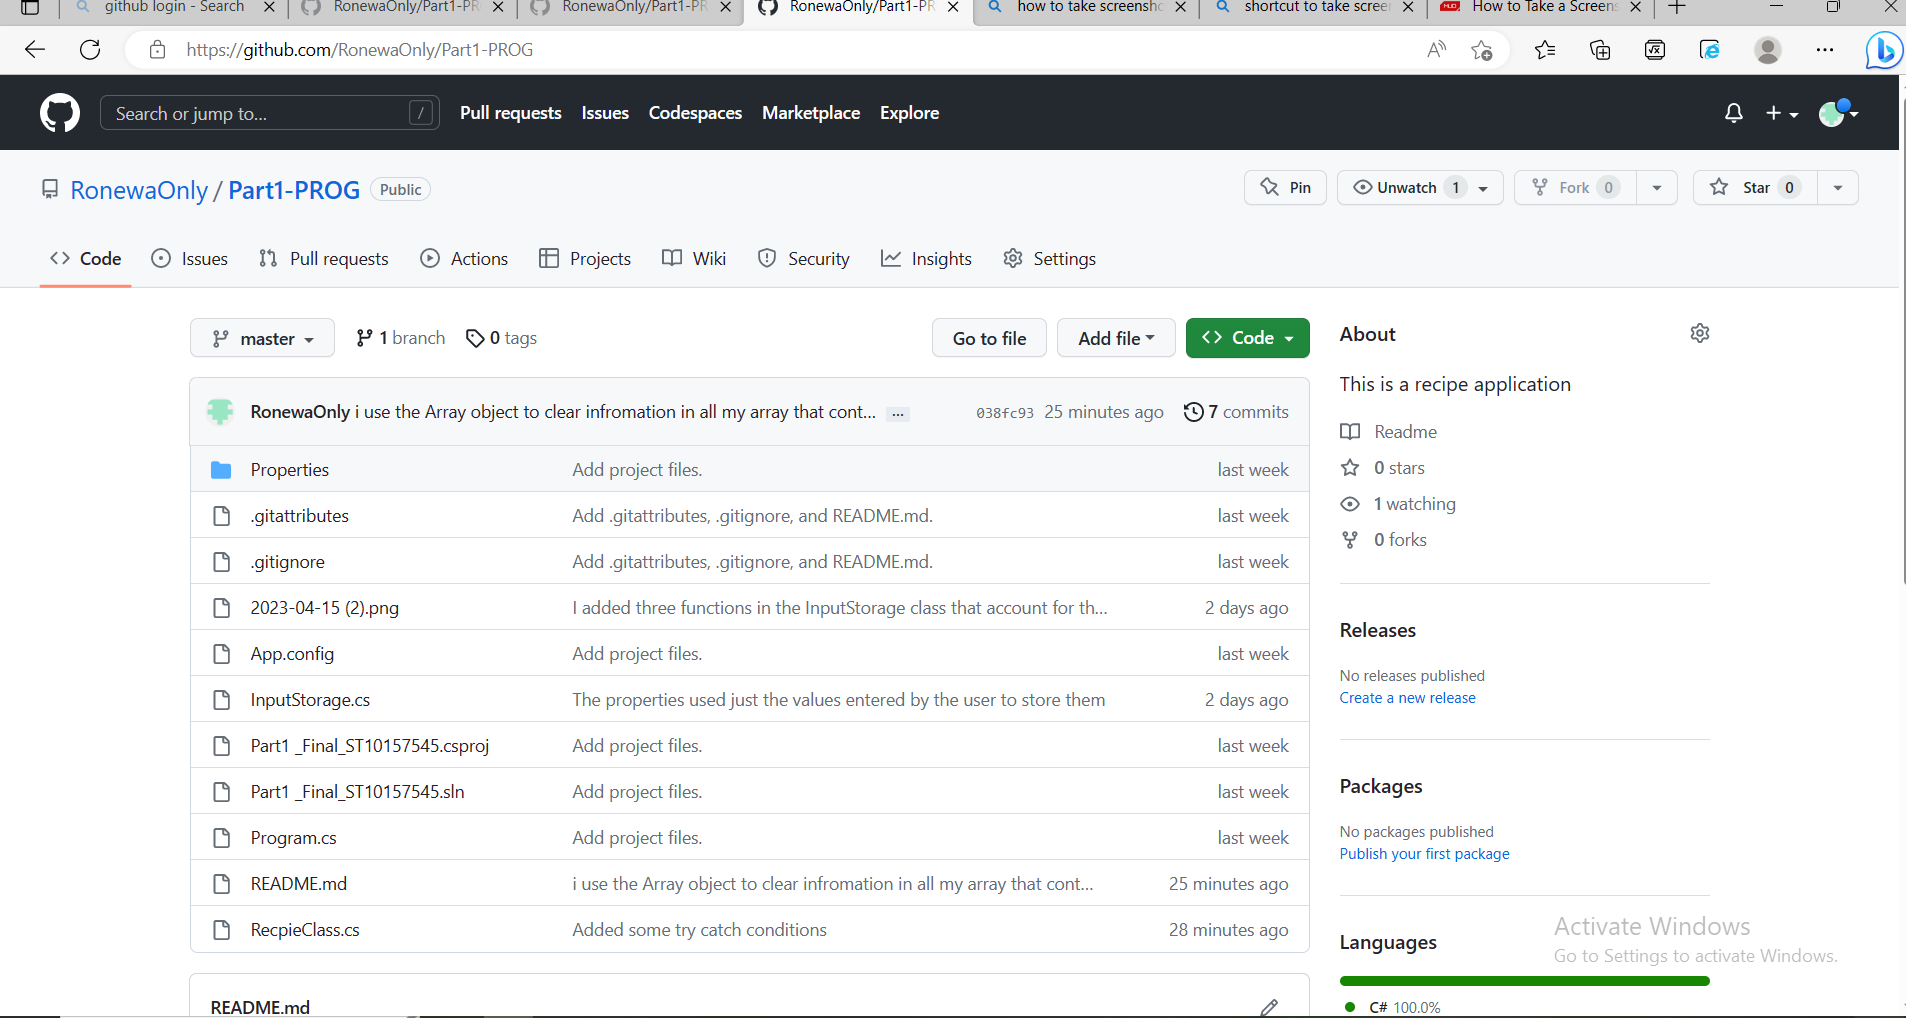 github login - Search
RonewaOnly/Part1-PR
RonewaOnly/Part1-PR
RonewaOnly/Part1-PR
how to take screensho
shortcut to take screer
How to Take a Screens
https://github.com/RonewaOnly/Part1-PROG
Search or jump to... /
Pull requests Issues Codespaces Marketplace Explore
RonewaOnly / Part1-PROG Public
Pin
Unwatch 1
Fork 0
Star 0
Code Issues Pull requests Actions Projects Wiki Security Insights Settings
master 1 branch 0 tags
Go to file Add file Code
RonewaOnly i use the Array object to clear infromation in all my array that cont... ... 038fc93 25 minutes ago 7 commits
Properties Add project files. last week
.gitattributes Add .gitattributes, .gitignore, and README.md. last week
.gitignore Add .gitattributes, .gitignore, and README.md. last week
2023-04-15 (2).png I added three functions in the InputStorage class that account for th... 2 days ago
App.config Add project files. last week
InputStorage.cs The properties used just the values entered by the user to store them 2 days ago
Part1 _Final_ST10157545.csproj Add project files. last week
Part1 _Final_ST10157545.sln Add project files. last week
Program.cs Add project files. last week
README.md i use the Array object to clear infromation in all my array that cont... 25 minutes ago
RecpieClass.cs Added some try catch conditions 28 minutes ago
README.md
About
This is a recipe application
Readme
0 stars
1 watching
0 forks
Releases
No releases published
Create a new release
Packages
No packages published
Publish your first package
Languages
C# 100.0%
Activate Windows
Go to Settings to activate Windows.